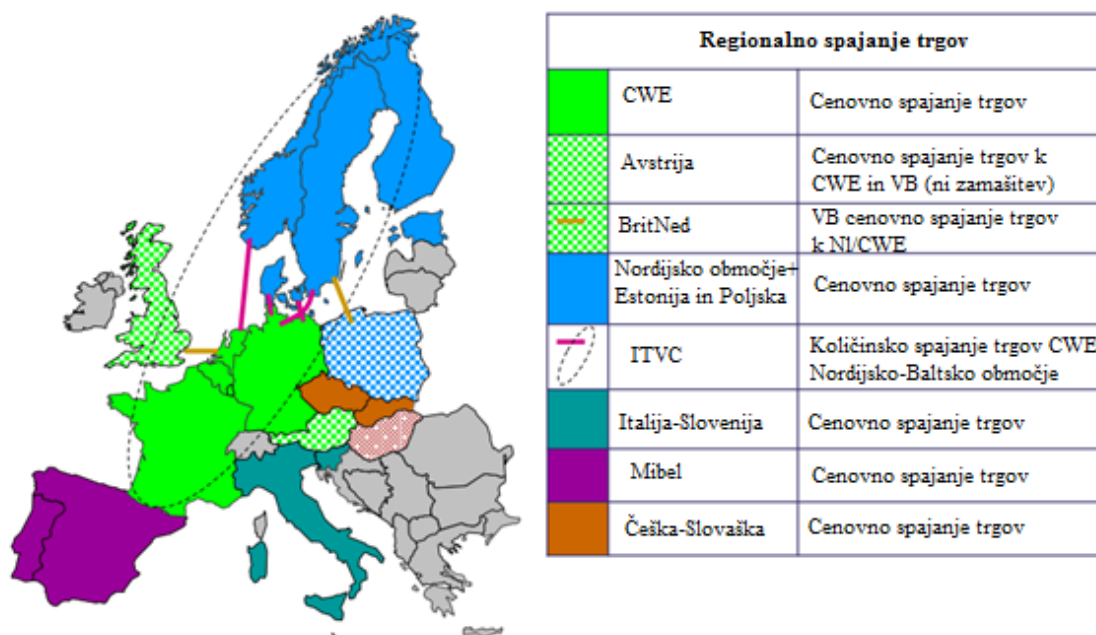 Regionalno spajanje trgov
CWE
Cenovno spajanje trgov
Avstrija
Cenovno spajanje trgov k
CWE in VB (ni zamašitev)
BritNed
VB cenovno spajanje trgov
k Nl/CWE
Nordijsko območje+
Estonija in Poljska
Cenovno spajanje trgov
ITVC
Količinsko spajanje trgov CWE
Nordijsko-Baltsko območje
Italija-Slovenija
Cenovno spajanje trgov
Mibel
Cenovno spajanje trgov
Češka-Slovaška
Cenovno spajanje trgov